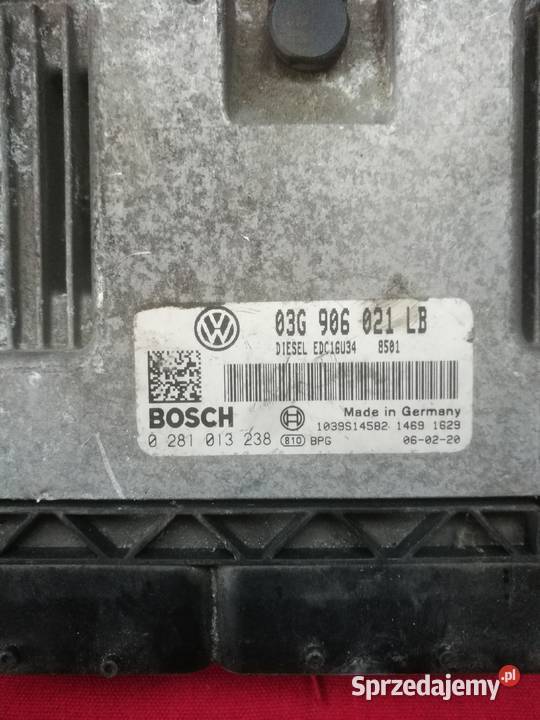 03G 906 021 LB
DIESEL EDC16U34 8501
BOSCH
Made in Germany
1039S14582 1469 1629
0 281 013 238 810 BPG 06-02-20
Sprzedajemy.pl